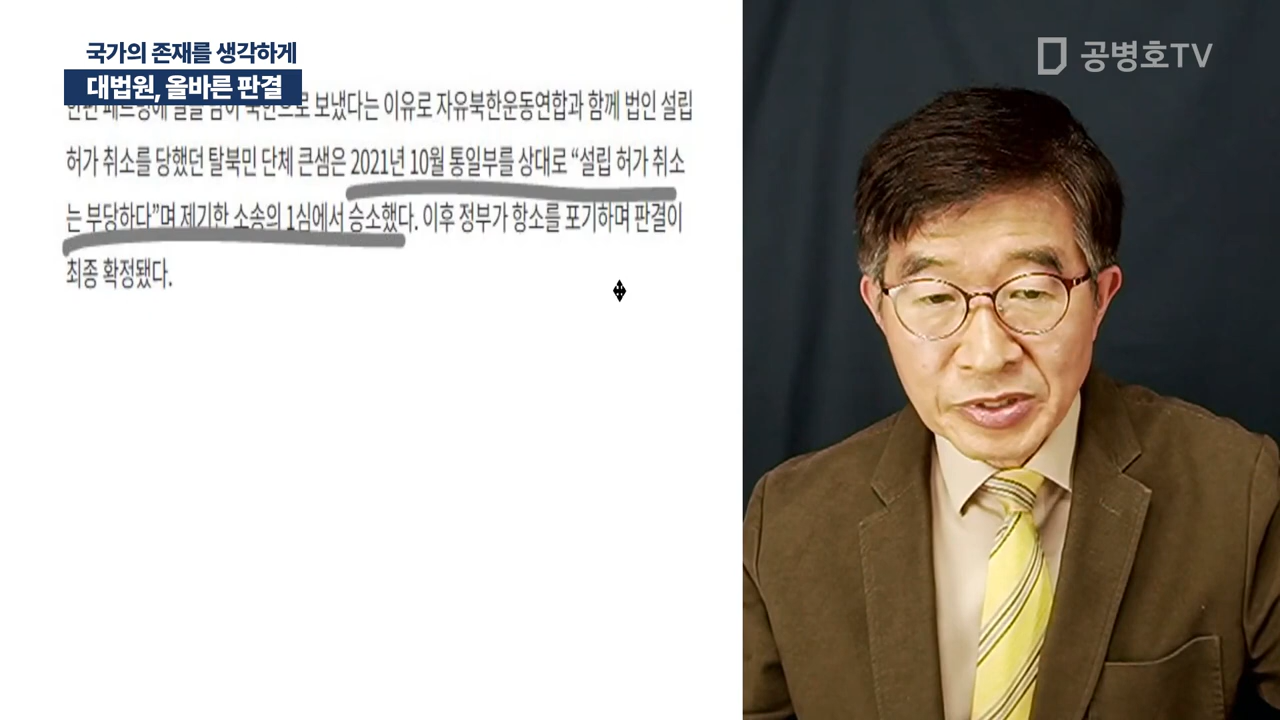 국가의 존재를 생각하게
대법원, 올바른 판결
공병호TV
보냈다는 이유로 자유북한운동연합과 함께 법인 설립
허가 취소를 당했던 탈북민 단체 큰샘은 2021년 10월 통일부를 상대로 “설립 허가 취소
는 부당하다”며 제기한 소송의 1심에서 승소했다. 이후 정부가 항소를 포기하며 판결이
최종 확정됐다.